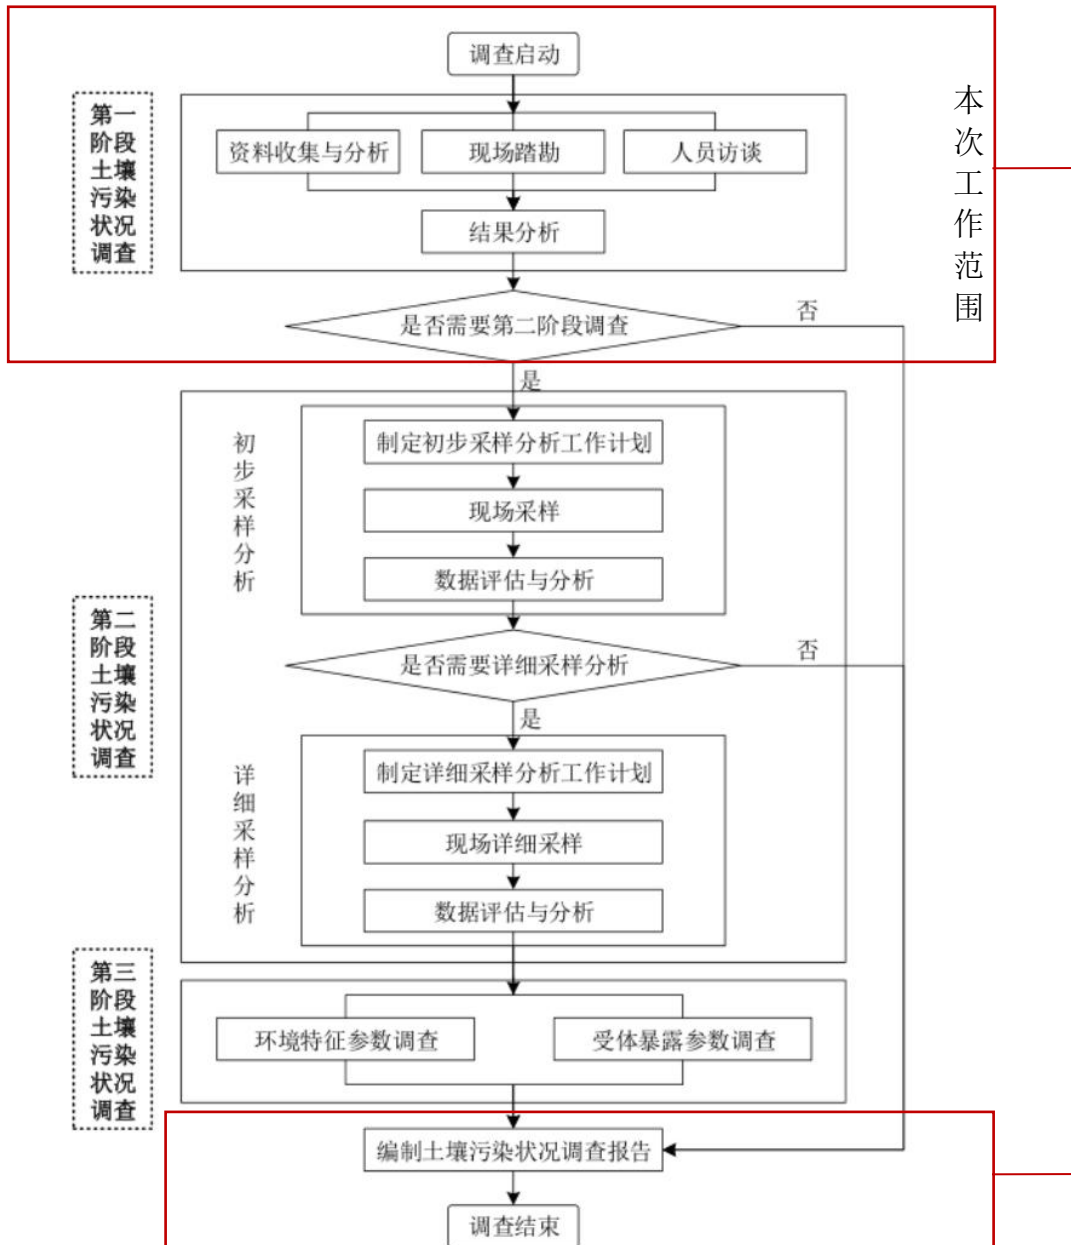 调查启动
第一
阶段
土壤
污染
状况
调查
资料收集与分析
现场踏勘
人员访谈
结果分析
本次工作范围
是否需要第二阶段调查
否
是
初步采样分析
制定初步采样分析工作计划
现场采样
数据评估与分析
第二
阶段
土壤
污染
状况
调查
是否需要详细采样分析
否
是
详细采样分析
制定详细采样分析工作计划
现场详细采样
数据评估与分析
第三
阶段
土壤
污染
状况
调查
环境特征参数调查
受体暴露参数调查
编制土壤污染状况调查报告
调查结束